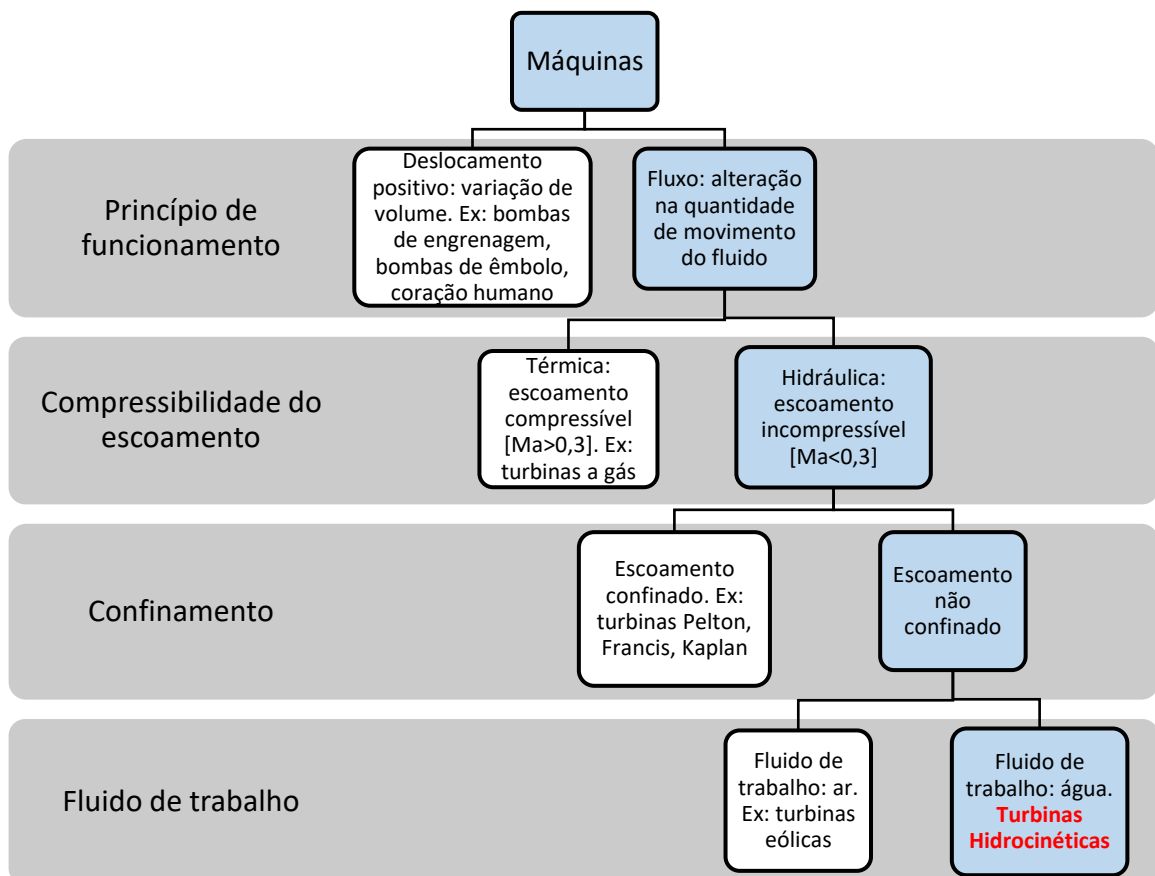 Máquinas
Princípio de
funcionamento
Deslocamento
positivo: variação de
volume. Ex: bombas
de engrenagem,
bombas de êmbolo,
coração humano
Fluxo: alteração
na quantidade
de movimento
do fluido
Compressibilidade do
escoamento
Térmica:
escoamento
compressível
[Ma>0,3]. Ex:
turbinas a gás
Hidráulica:
escoamento
incompressível
[Ma<0,3]
Confinamento
Escoamento
confinado. Ex:
turbinas Pelton,
Francis, Kaplan
Escoamento
não
confinado
Fluido de trabalho
Fluido de
trabalho: ar.
Ex: turbinas
eólicas
Fluido de
trabalho: água.
Turbinas
Hidrocinéticas